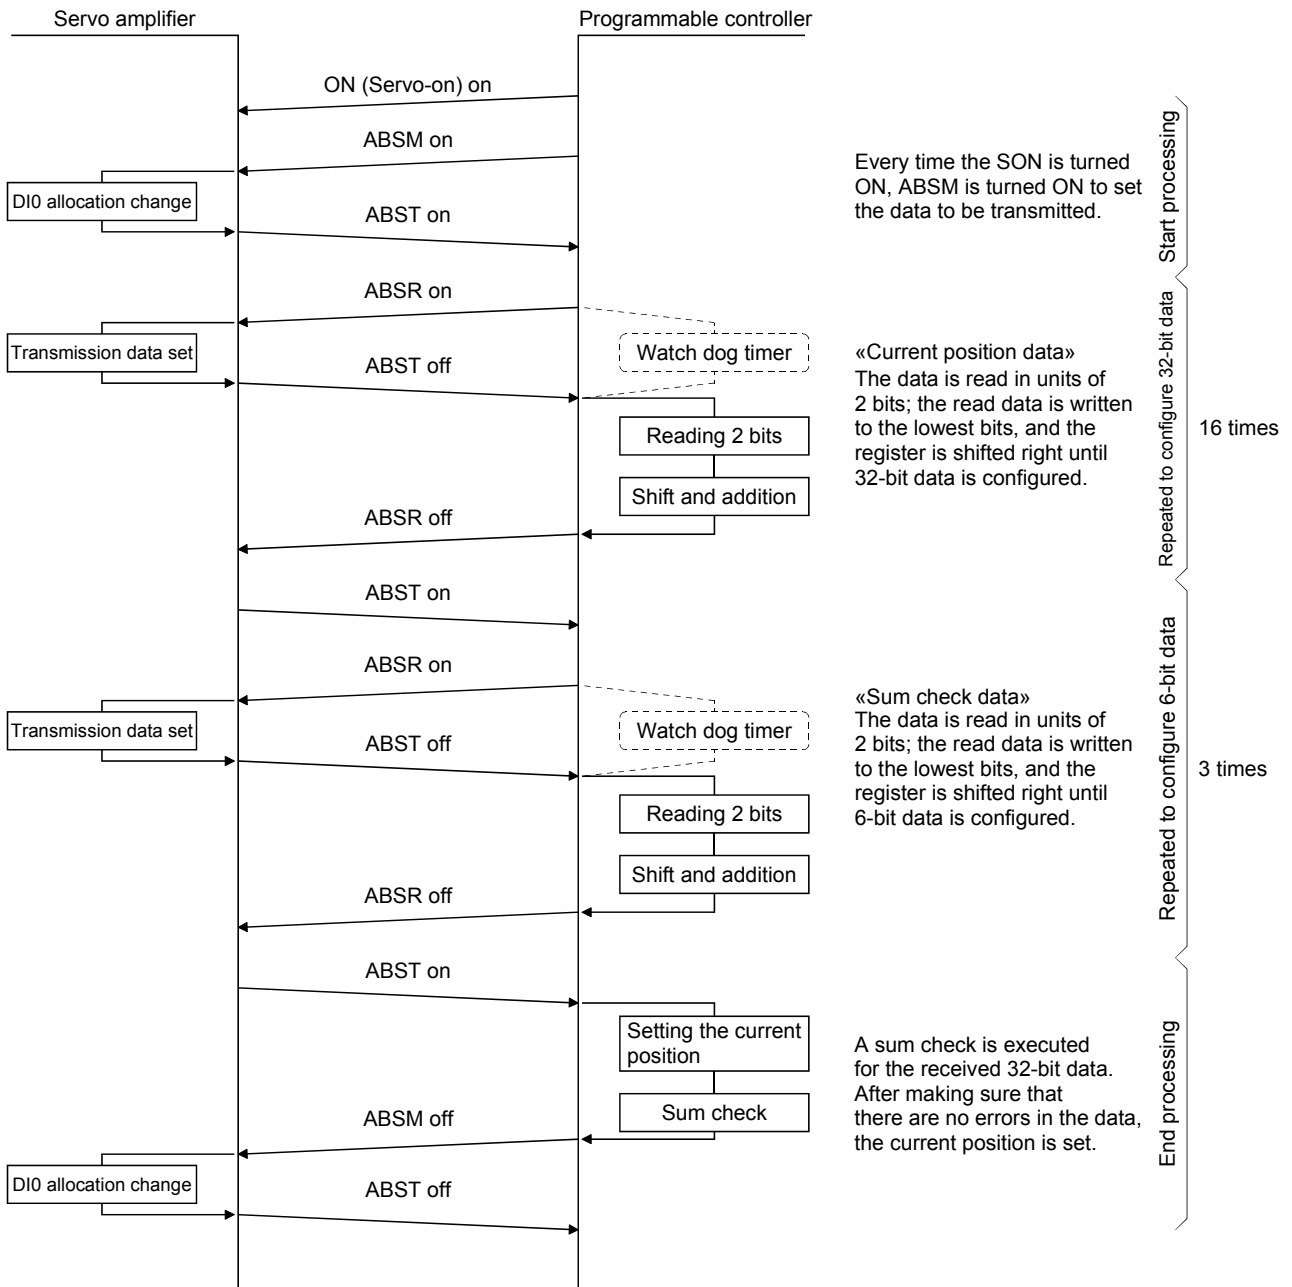 Servo amplifier
Programmable controller
ON (Servo-on) on
ABSM on
DI0 allocation change
ABST on
Every time the SON is turned
ON, ABSM is turned ON to set
the data to be transmitted.
Start processing
ABSR on
Transmission data set
Watch dog timer
ABST off
Reading 2 bits
Shift and addition
ABSR off
«Current position data»
The data is read in units of
2 bits; the read data is written
to the lowest bits, and the
register is shifted right until
32-bit data is configured.
Repeated to configure 32-bit data
16 times
ABST on
ABSR on
Transmission data set
Watch dog timer
ABST off
Reading 2 bits
Shift and addition
ABSR off
«Sum check data»
The data is read in units of
2 bits; the read data is written
to the lowest bits, and the
register is shifted right until
6-bit data is configured.
Repeated to configure 6-bit data
3 times
ABST on
Setting the current
position
Sum check
ABSM off
DI0 allocation change
ABST off
A sum check is executed
for the received 32-bit data.
After making sure that
there are no errors in the data,
the current position is set.
End processing